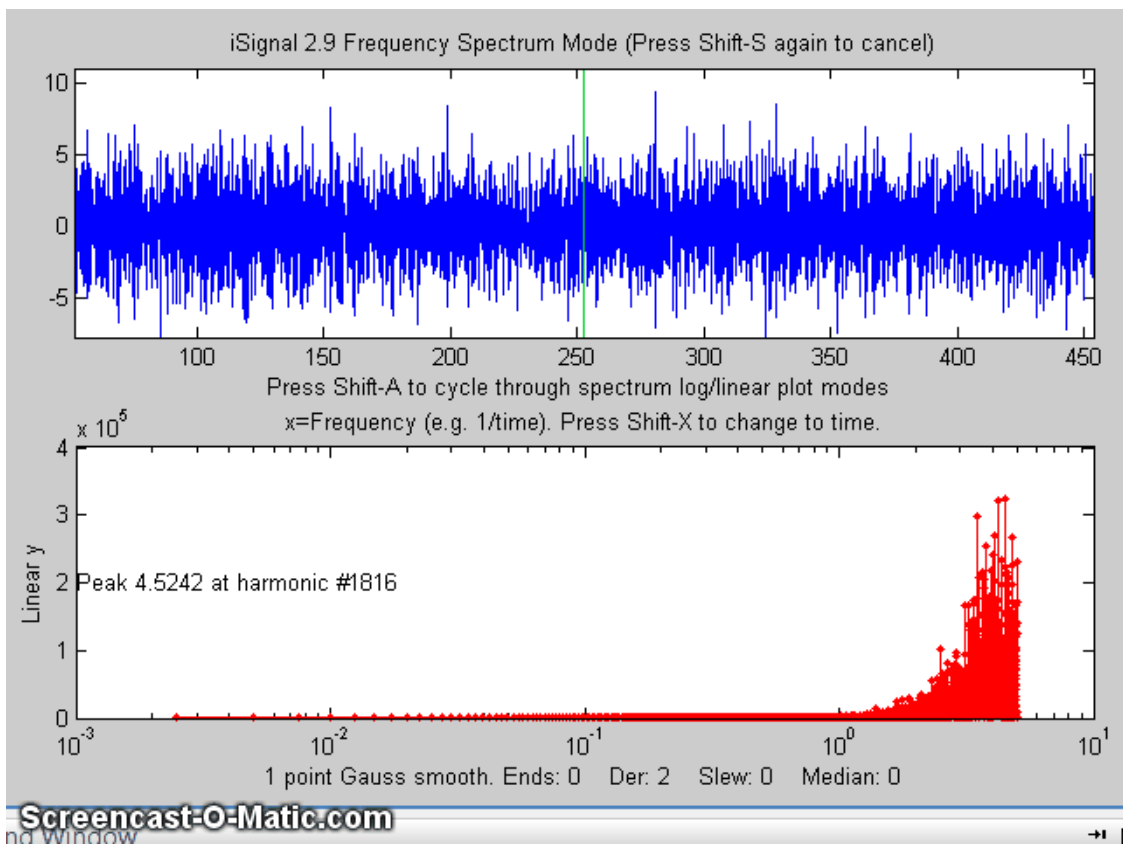 iSignal 2.9 Frequency Spectrum Mode (Press Shift-S again to cancel)
10
5
0
-5
100 150 200 250 300 350 400 450
Press Shift-A to cycle through spectrum log/linear plot modes
x=Frequency (e.g. 1/time). Press Shift-X to change to time.
x 10^5
4
3
2
1
0
Linear y
Peak 4.5242 at harmonic #1816
10^-3 10^-2 10^-1 10^0 10^1
1 point Gauss smooth. Ends: 0 Der: 2 Slew: 0 Median: 0
Screencast-O-Matic.com
nd Window